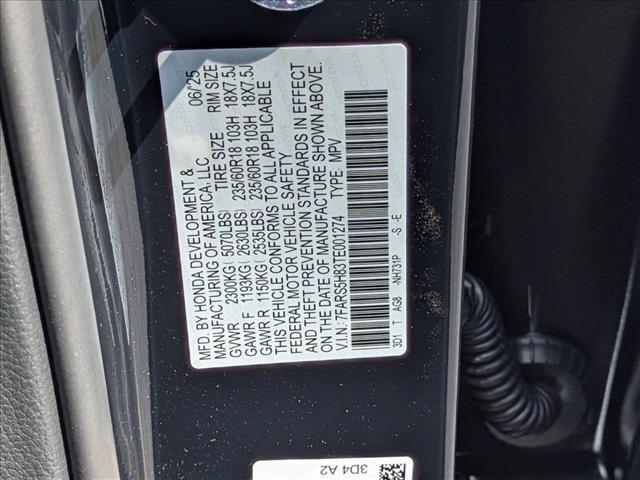 MFD. BY HONDA DEVELOPMENT & 06/25
MANUFACTURING OF AMERICA, LLC
TIRE SIZE RIM SIZE
GVWR 2300KG (5070LBS)
GAWR F 1193KG (2630LBS) 235/60R18 103H 18X7.5J
GAWR R 1150KG (2535LBS) 235/60R18 103H 18X7.5J
THIS VEHICLE CONFORMS TO ALL APPLICABLE
FEDERAL MOTOR VEHICLE SAFETY
AND THEFT PREVENTION STANDARDS IN EFFECT
ON THE DATE OF MANUFACTURE SHOWN ABOVE.
V.I.N.: 7FARS5H83TE001274 TYPE: MPV
3D1 T AG8 -NH731P -S -E
3D4 A2